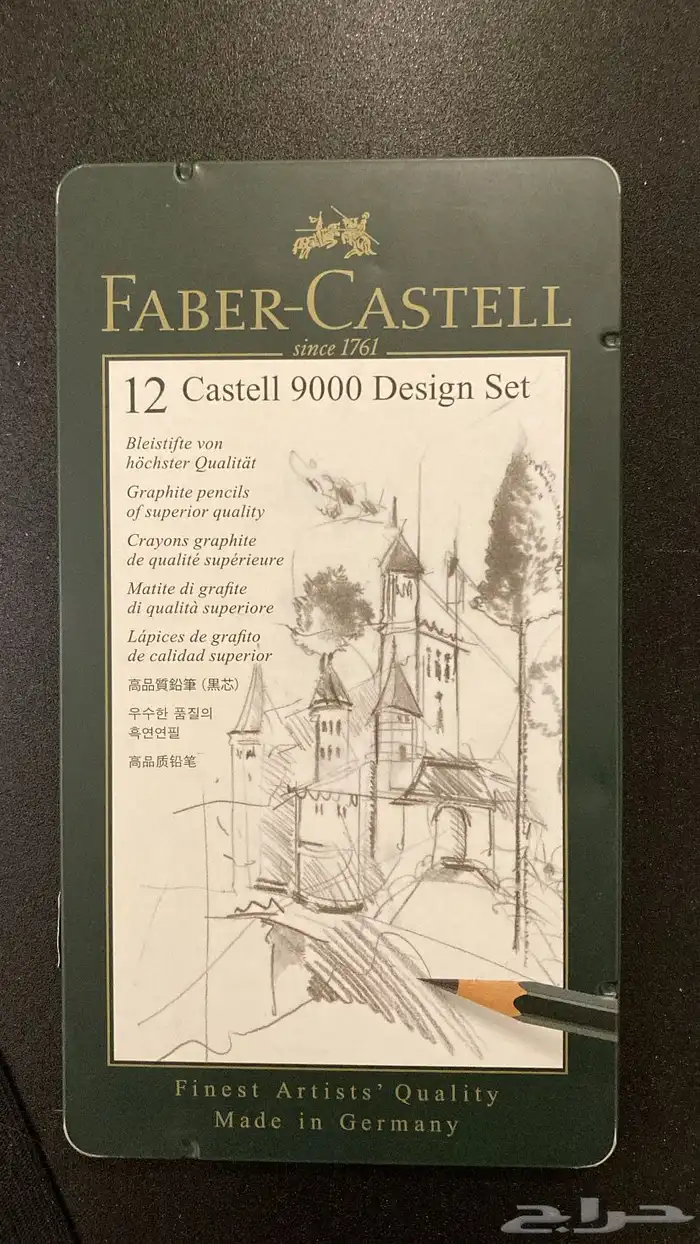 FABER-CASTELL
since 1761
12 Castell 9000 Design Set
Bleistifte von
höchster Qualität
Graphite pencils
of superior quality
Crayons graphite
de qualité supérieure
Matite di grafite
di qualità superiore
Lápices de grafito
de calidad superior
高品質鉛筆 (黒芯)
우수한 품질의
흑연연필
高品质铅笔
Finest Artists' Quality
Made in Germany
حراج